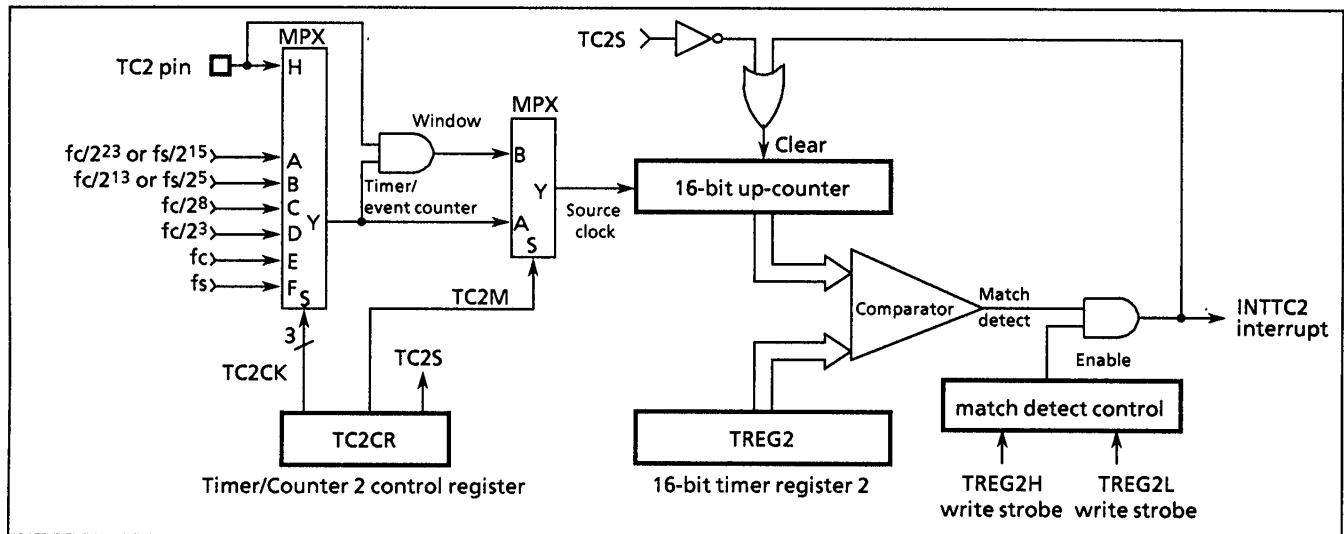 MPX
TC2 pin
H
fc/2²³ or fs/2¹⁵
A
fc/2¹³ or fs/2⁵
B
fc/2⁸
C
fc/2³
D
fc
E
fs
F
S
Y
3
TC2CK
Window
Timer/
event counter
MPX
B
Y
A
S
TC2M
TC2S
Source
clock
TC2CR
Timer/Counter 2 control register
TC2S
Clear
16-bit up-counter
Comparator
Match
detect
Enable
INTTC2
interrupt
TREG2
16-bit timer register 2
match detect control
TREG2H
write strobe
TREG2L
write strobe